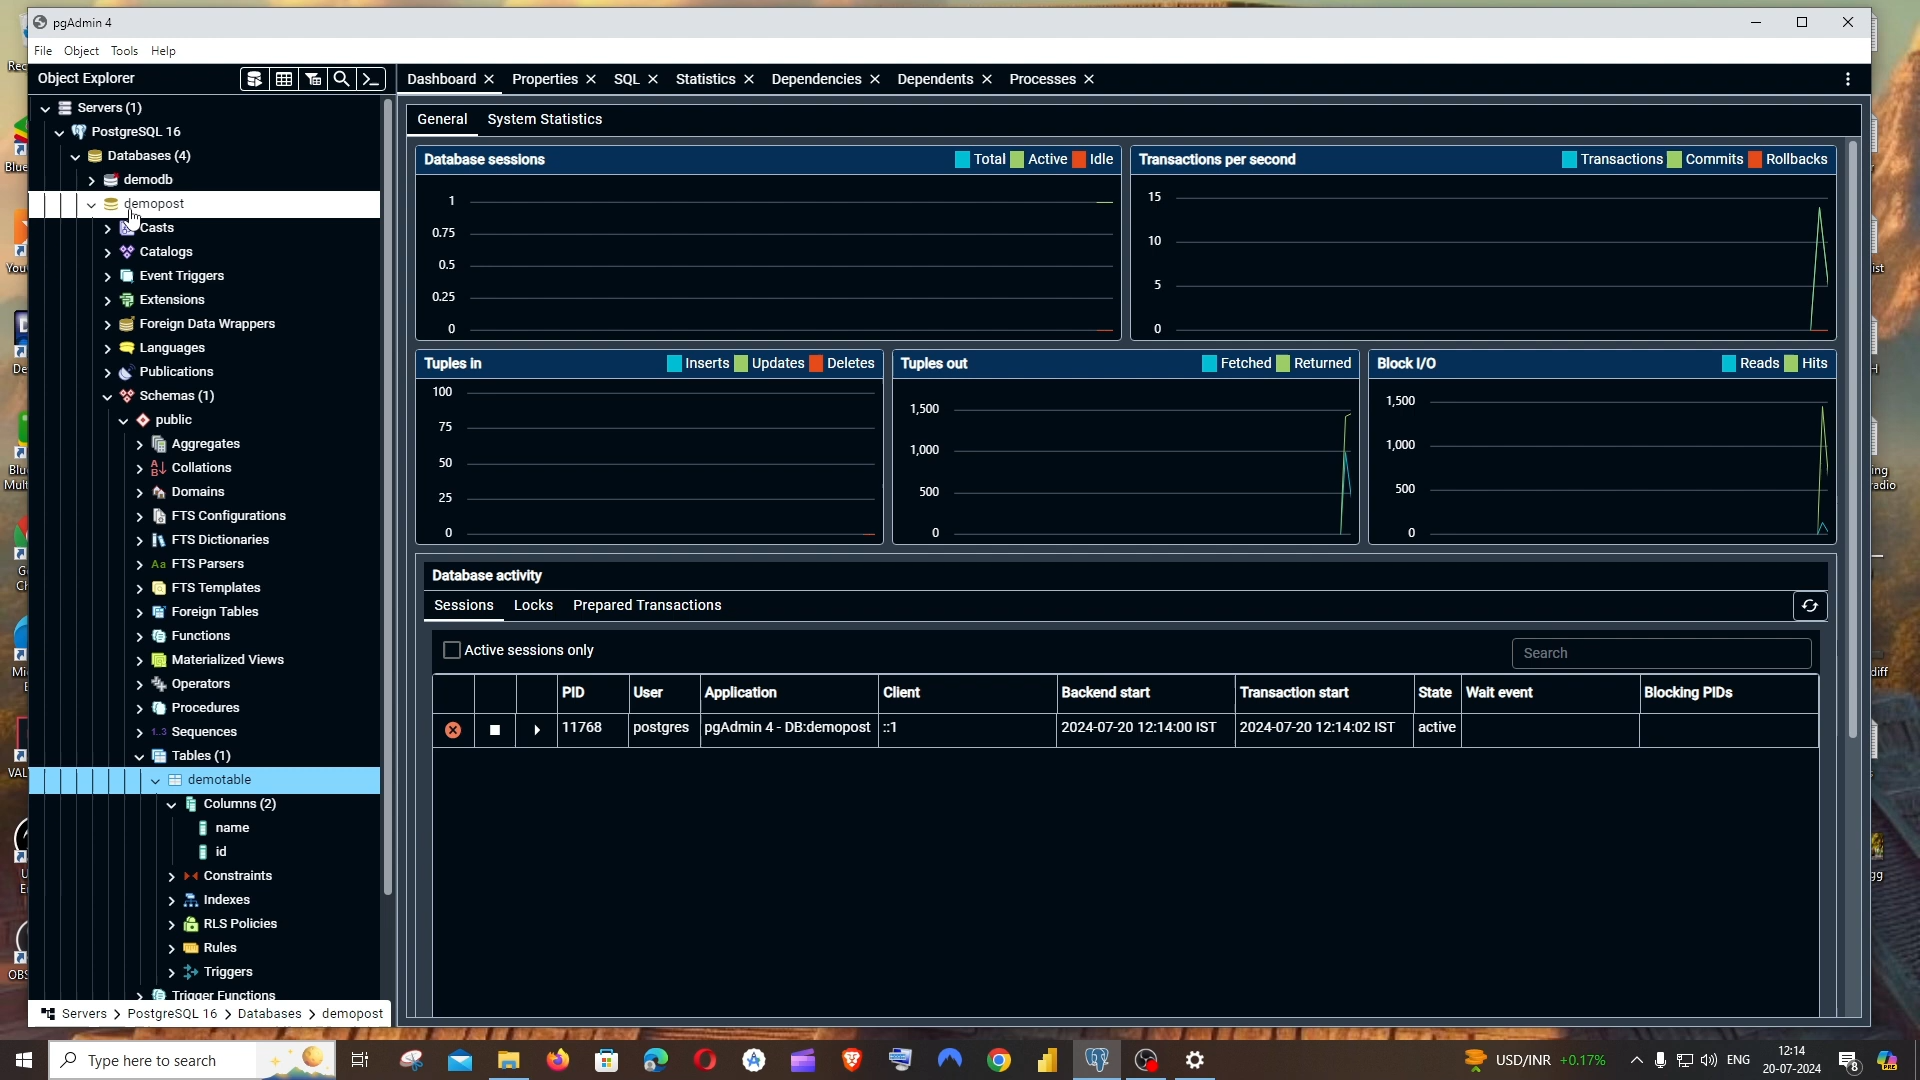 pgAdmin 4
File Object Tools Help
Object Explorer
Dashboard Properties SQL Statistics Dependencies Dependents Processes
Servers (1)
PostgreSQL 16
Databases (4)
demodb
demopost
Casts
Catalogs
Event Triggers
Extensions
Foreign Data Wrappers
Languages
Publications
Schemas (1)
public
Aggregates
Collations
Domains
FTS Configurations
FTS Dictionaries
Aa FTS Parsers
FTS Templates
Foreign Tables
Functions
Materialized Views
Operators
Procedures
1..3 Sequences
Tables (1)
demotable
Columns (2)
name
id
Constraints
Indexes
RLS Policies
Rules
Triggers
Trigger Functions
Servers > PostgreSQL 16 > Databases > demopost
General System Statistics
Database sessions Total Active Idle
1
0.75
0.5
0.25
0
Transactions per second Transactions Commits Rollbacks
15
10
5
0
Tuples in Inserts Updates Deletes
100
75
50
25
0
Tuples out Fetched Returned
1,500
1,000
500
0
Block I/O Reads Hits
1,500
1,000
500
0
Database activity
Sessions Locks Prepared Transactions
Active sessions only
Search
PID User Application Client Backend start Transaction start State Wait event Blocking PIDs
11768 postgres pgAdmin 4 - DB:demopost ::1 2024-07-20 12:14:00 IST 2024-07-20 12:14:02 IST active
Type here to search
USD/INR +0.17%
ENG
12:14
20-07-2024
8